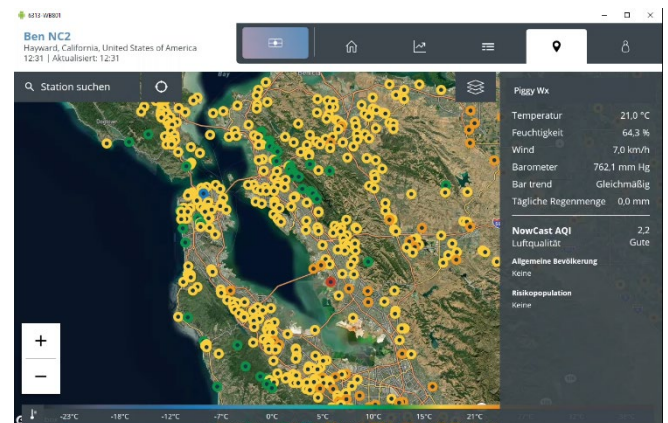 6313-WB801
Ben NC2
Hayward, California, United States of America
12:31 | Aktualisiert: 12:31
Station suchen
Piggy Wx
Temperatur 21,0 °C
Feuchtigkeit 64,3 %
Wind 7,0 km/h
Barometer 762,1 mm Hg
Bar trend Gleichmäßig
Tägliche Regenmenge 0,0 mm
NowCast AQI 2,2
Luftqualität Gute
Allgemeine Bevölkerung
Keine
Risikopopulation
Keine
+
−
-23°C -18°C -12°C -7°C 0°C 5°C 10°C 15°C 21°C